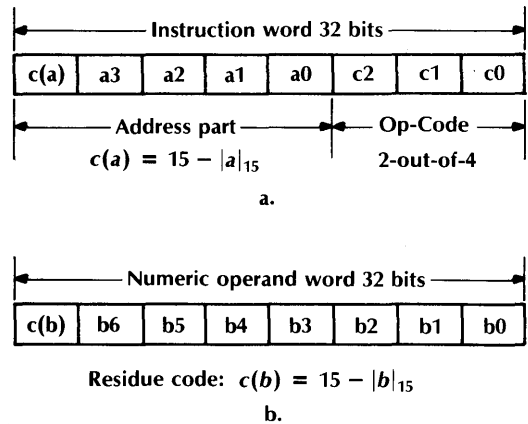 Instruction word 32 bits
c(a) a3 a2 a1 a0 c2 c1 c0
Address part Op-Code
c(a) = 15 − |a|₁₅ 2-out-of-4
a.
Numeric operand word 32 bits
c(b) b6 b5 b4 b3 b2 b1 b0
Residue code: c(b) = 15 − |b|₁₅
b.